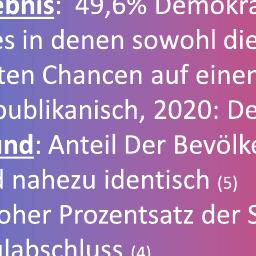 ebnis: 49,6% Demokra
es in denen sowohl die
ten Chancen auf einen
publikanisch, 2020: De
und: Anteil Der Bevölke
d nahezu identisch (5)
oher Prozentsatz der S
ulabschluss (4)